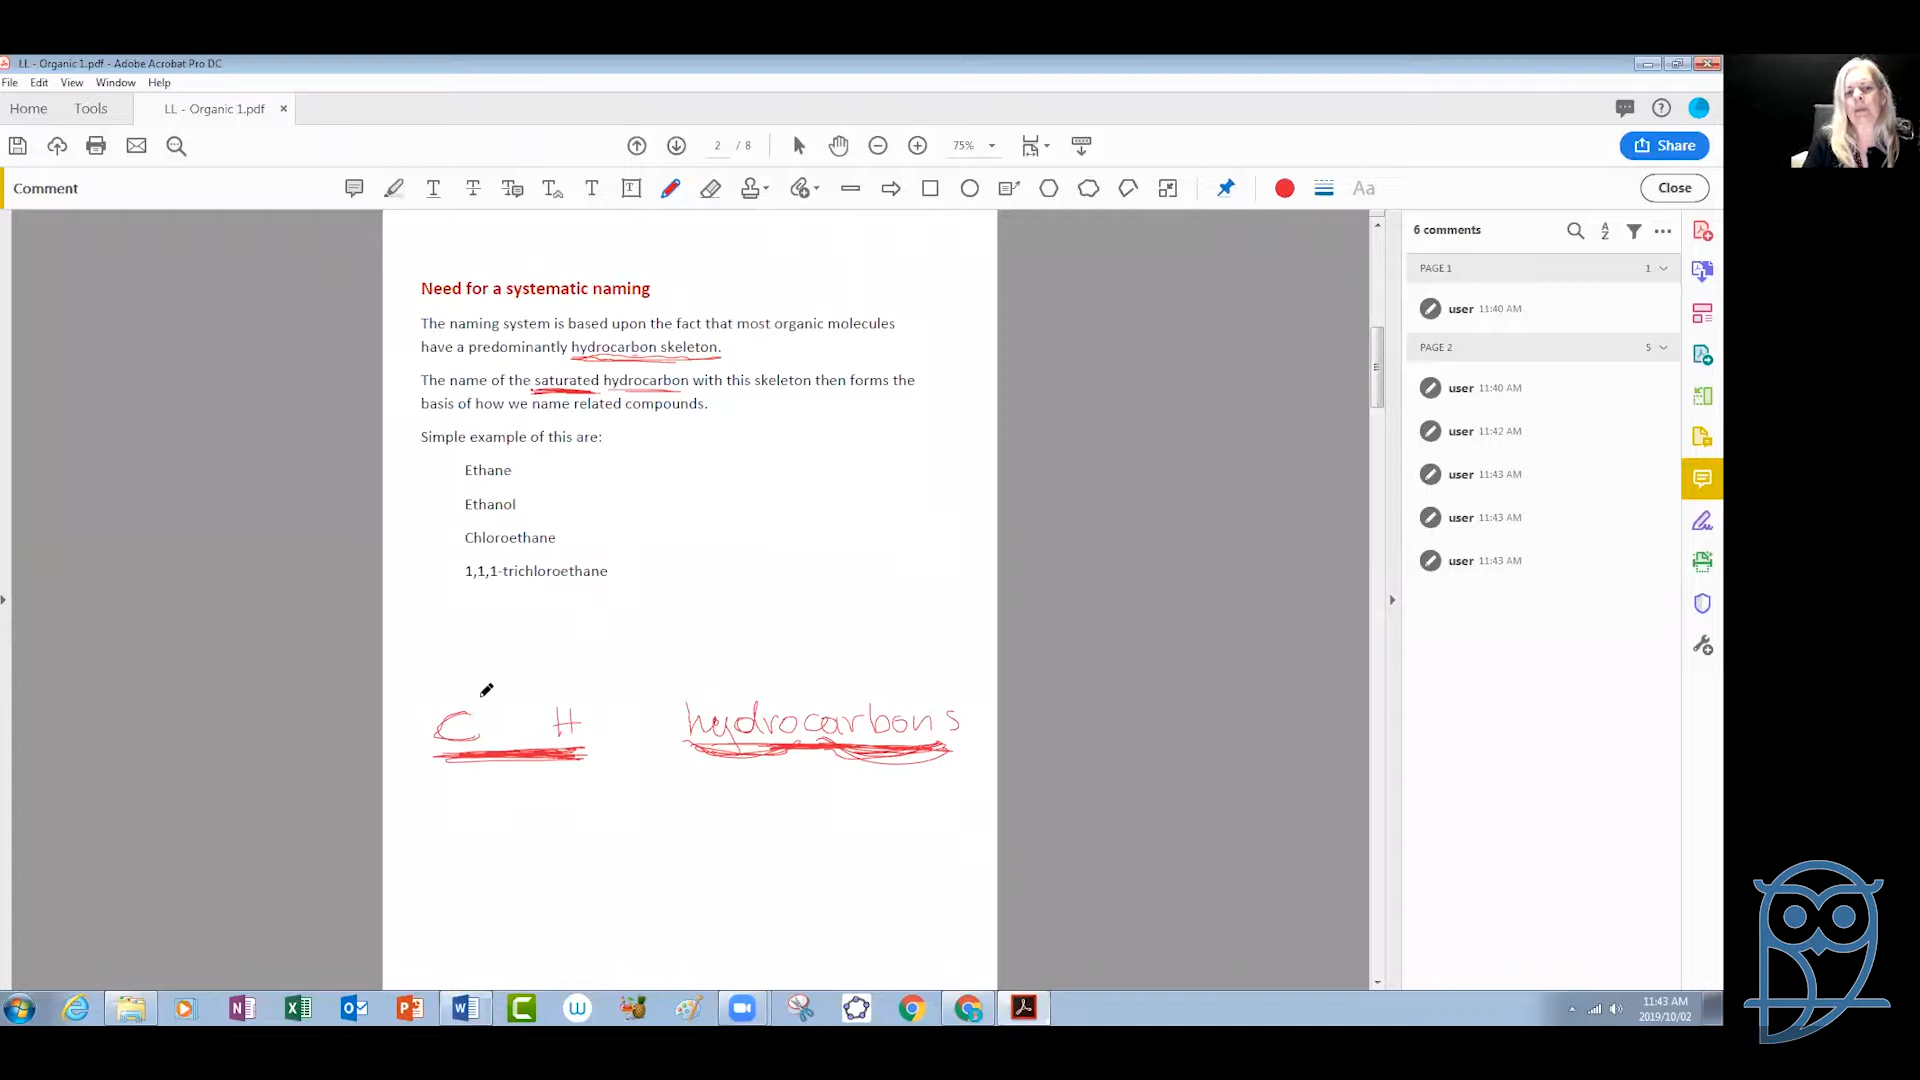 LL - Organic 1.pdf - Adobe Acrobat Pro DC
File Edit View Window Help
Home Tools LL - Organic 1.pdf ×
2 / 8 75% Share
Comment Aa Close
6 comments
PAGE 1 1
user 11:40 AM
PAGE 2 5
user 11:40 AM
user 11:42 AM
user 11:43 AM
user 11:43 AM
user 11:43 AM
Need for a systematic naming
The naming system is based upon the fact that most organic molecules
have a predominantly hydrocarbon skeleton.
The name of the saturated hydrocarbon with this skeleton then forms the
basis of how we name related compounds.
Simple example of this are:
Ethane
Ethanol
Chloroethane
1,1,1-trichloroethane
C H hydrocarbons
11:43 AM
2019/10/02